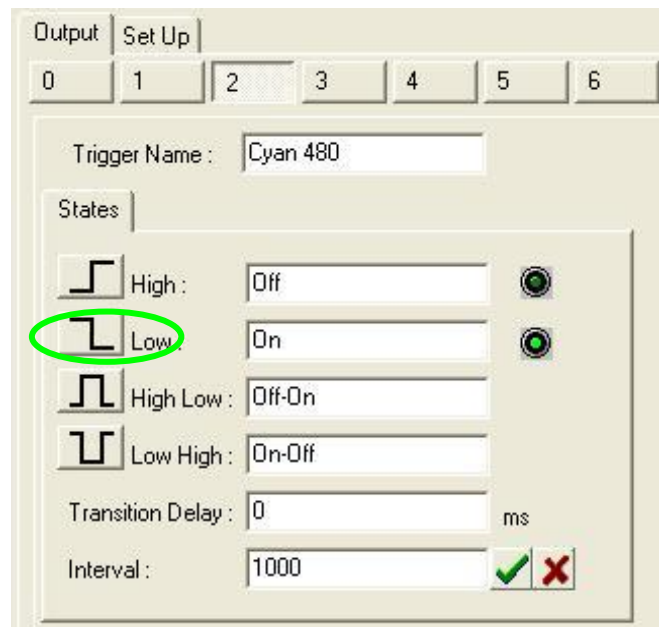 Output Set Up
0 1 2 3 4 5 6
Trigger Name : Cyan 480
States
High : Off
Low : On
High Low : Off-On
Low High : On-Off
Transition Delay : 0 ms
Interval : 1000